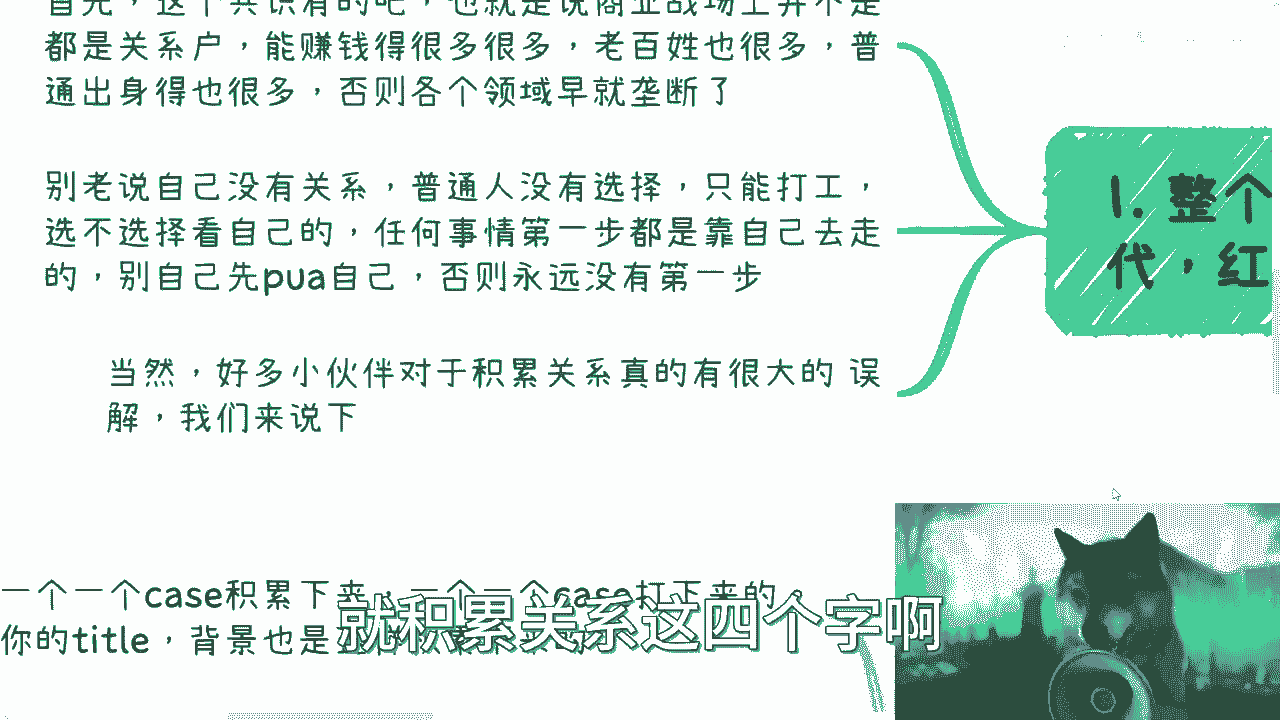 首先，这个共识有的吧，也就是说商业战场上并不是
都是关系户，能赚钱得很多很多，老百姓也很多，普
通出身得也很多，否则各个领域早就垄断了
别老说自己没有关系，普通人没有选择，只能打工，
选不选择看自己的，任何事情第一步都是靠自己去走
的，别自己先pua自己，否则永远没有第一步
当然，好多小伙伴对于积累关系真的有很大的 误
解，我们来说下
1. 整个
代，红
一个一个case积累下来，一个一个case打下来的，
你的title，背景也是
就积累关系这四个字啊